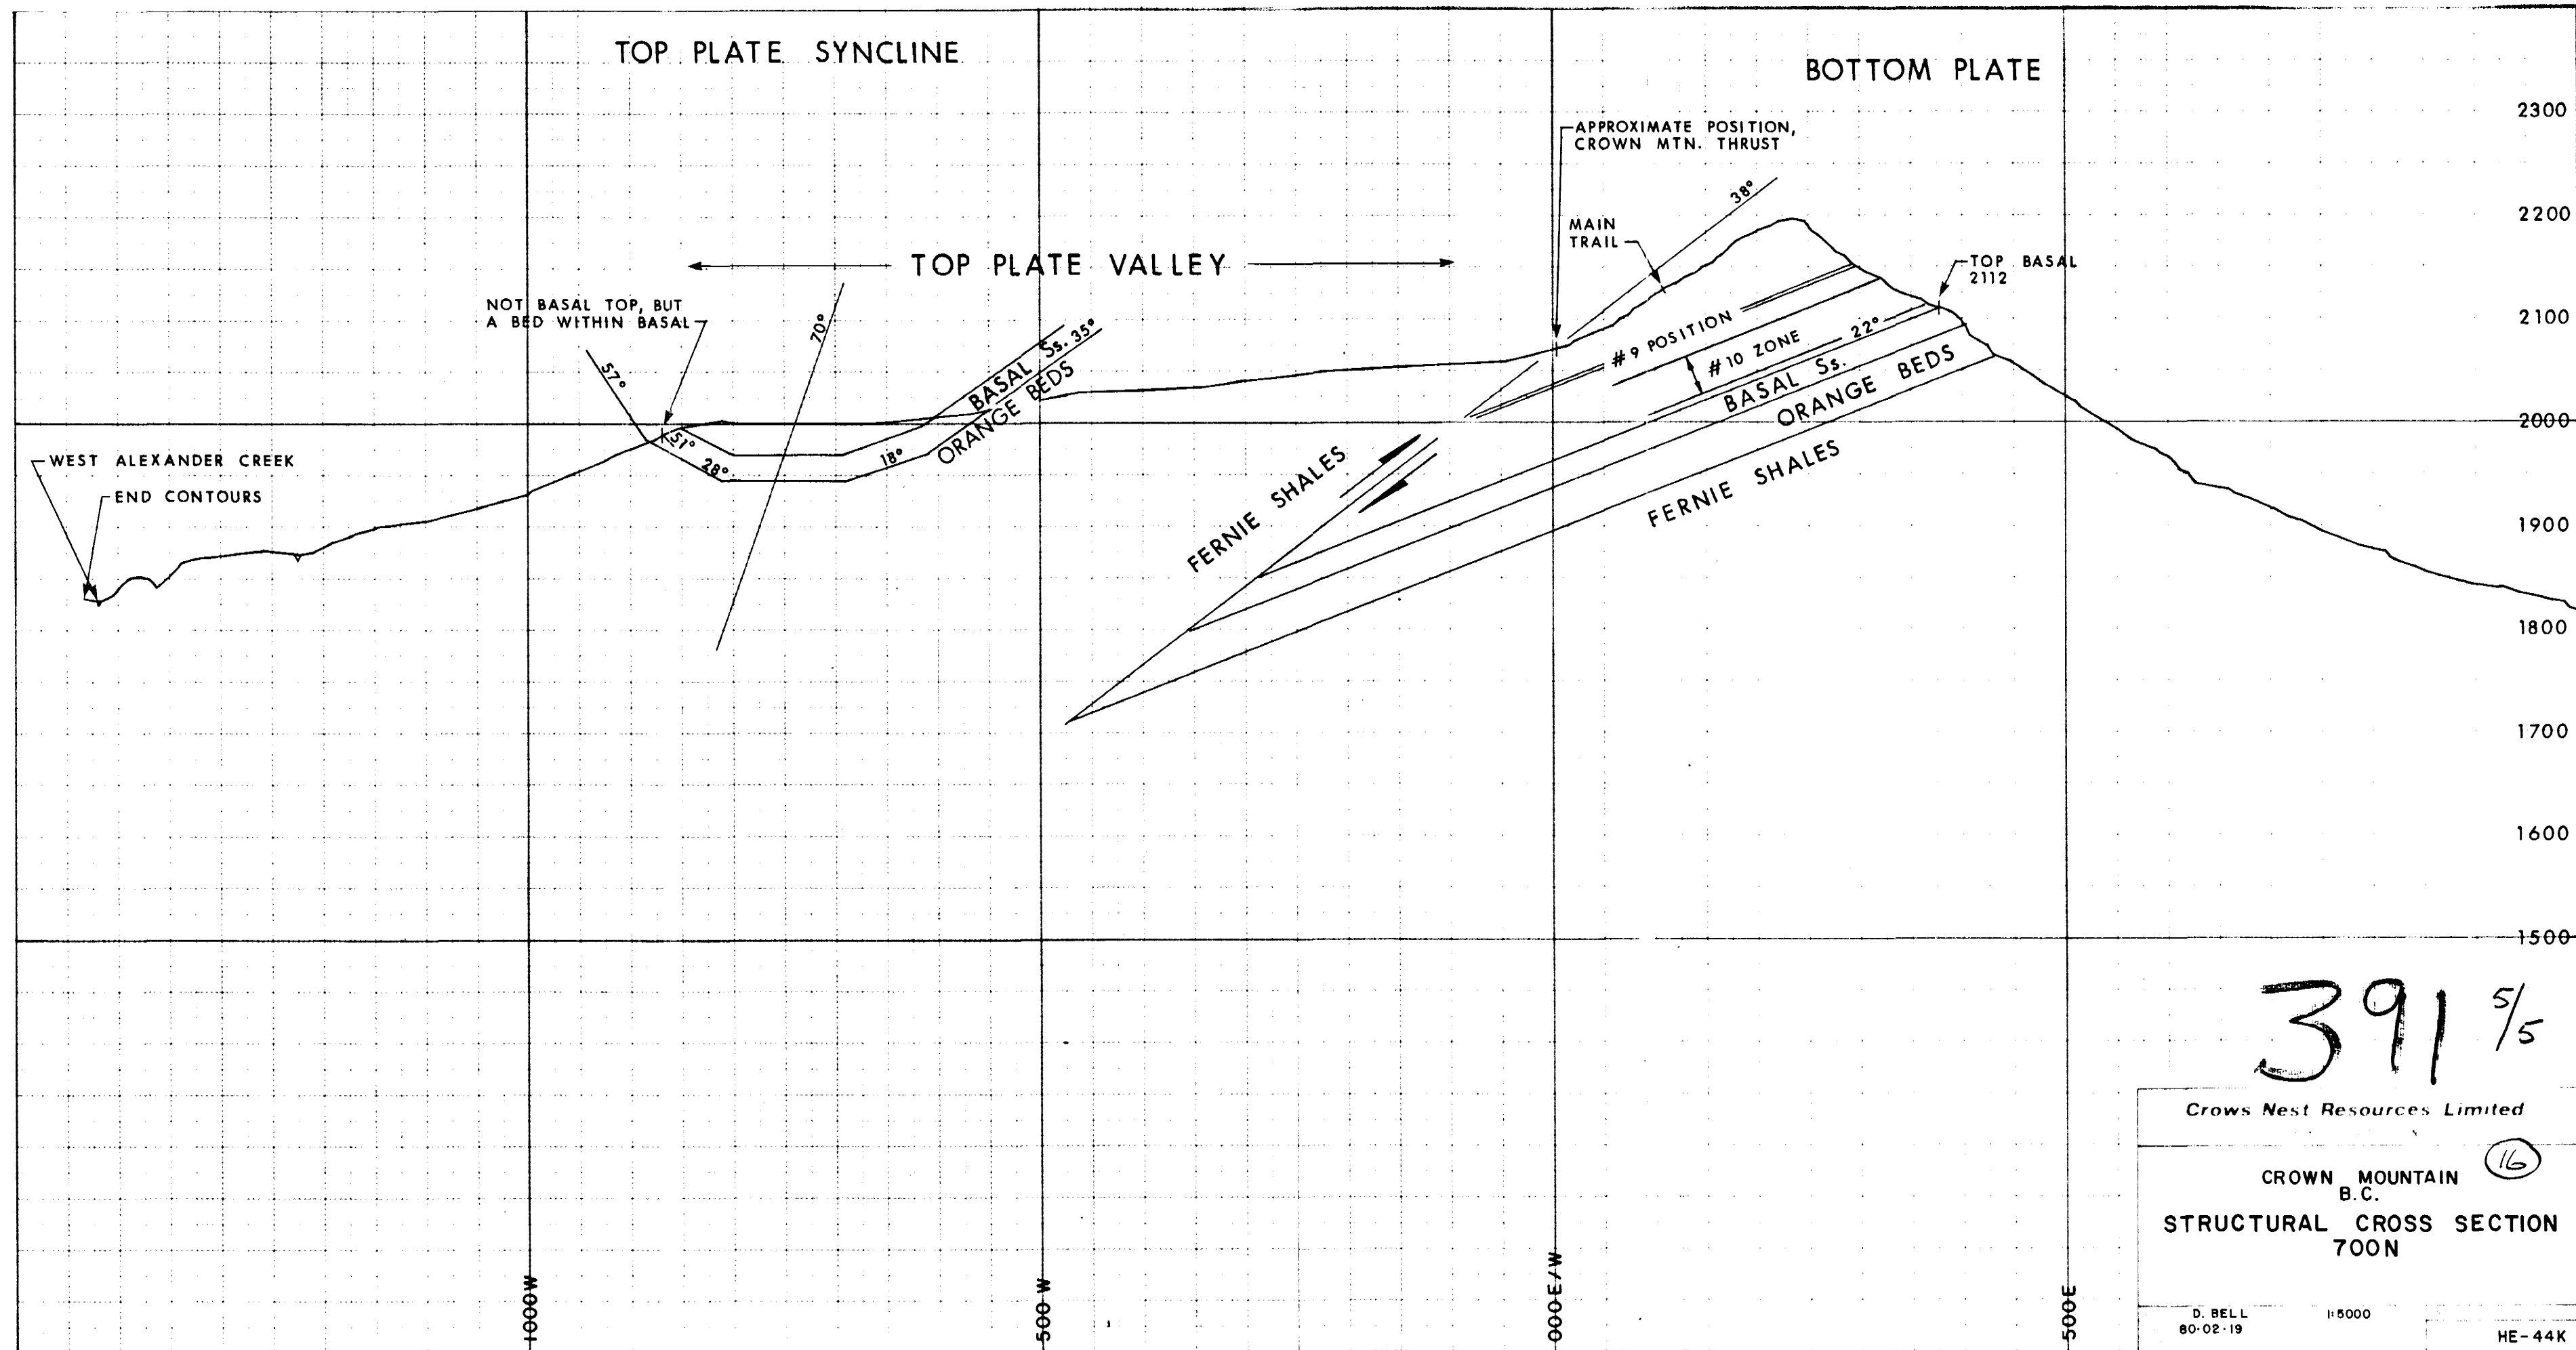 TOP PLATE SYNCLINE
BOTTOM PLATE
2300
APPROXIMATE POSITION,
CROWN MTN. THRUST
38°
2200
MAIN
TRAIL
TOP PLATE VALLEY
TOP BASAL
2112
NOT BASAL TOP, BUT
A BED WITHIN BASAL
70°
2100
57°
BASAL Ss. 35°
ORANGE BEDS
#9 POSITION
22°
#10 ZONE
BASAL Ss.
ORANGE BEDS
FERNIE SHALES
2000
51°
28°
18°
WEST ALEXANDER CREEK
END CONTOURS
FERNIE SHALES
1900
1800
1700
1600
1500
391 5/5
Crows Nest Resources Limited
16
CROWN MOUNTAIN
B.C.
STRUCTURAL CROSS SECTION
700N
1000W
500W
000E/W
500E
D. BELL 1:5000
80·02·19
HE-44K